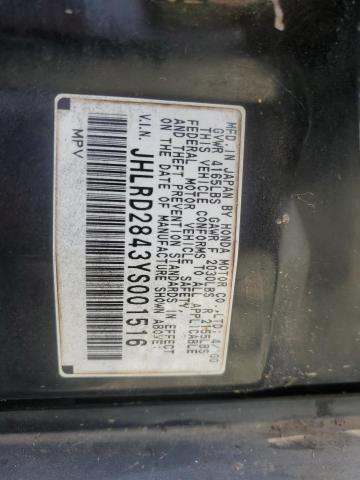 MFD. IN JAPAN BY HONDA MOTOR CO., LTD. 4/00
GVWR 4165LBS GAWR F 2030LBS R 2155LBS
THIS VEHICLE CONFORMS TO ALL APPLICABLE
FEDERAL MOTOR VEHICLE SAFETY,
AND THEFT PREVENTION STANDARDS IN EFFECT
ON THE DATE OF MANUFACTURE SHOWN ABOVE.
V.I.N. JHLRD2843YS001516
MPV